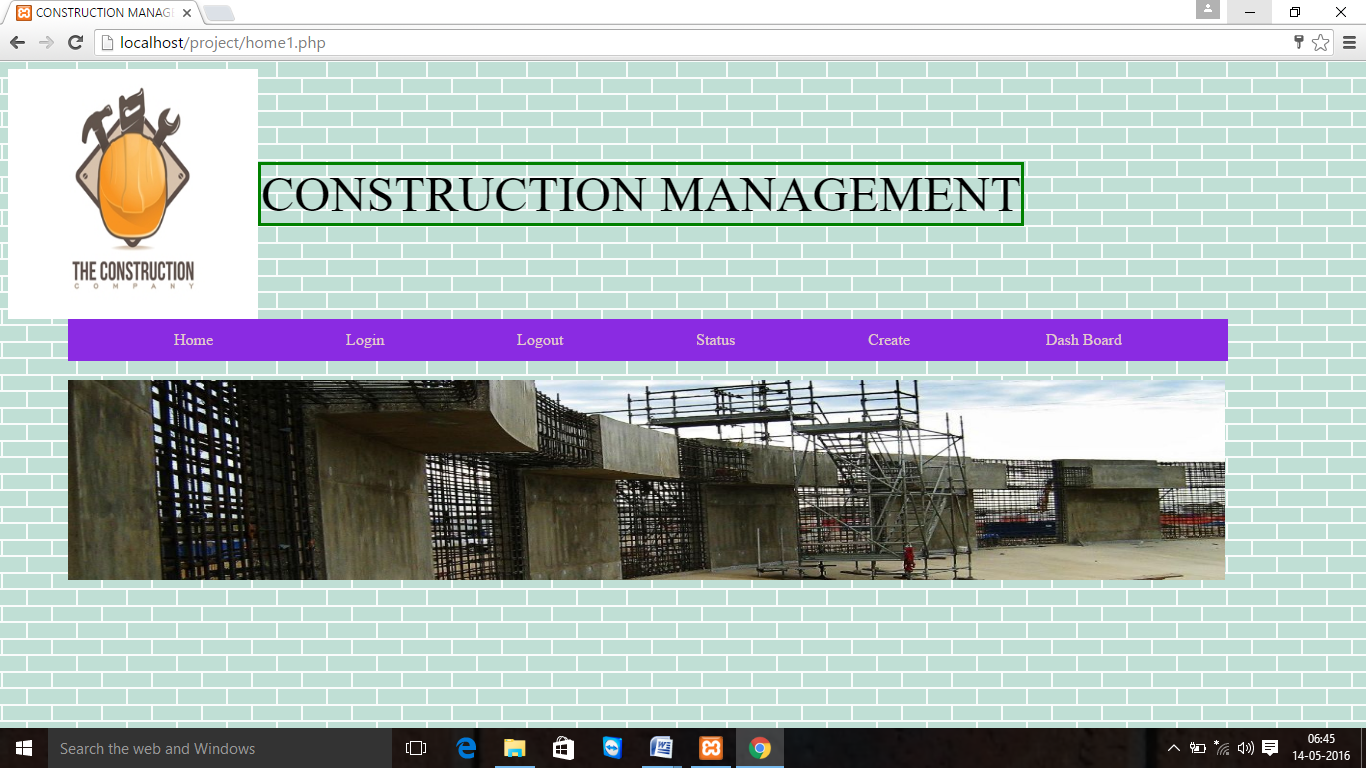 CONSTRUCTION MANAG
localhost/project/home1.php
THE CONSTRUCTION
COMPANY
CONSTRUCTION MANAGEMENT
Home Login Logout Status Create Dash Board
Search the web and Windows
06:45
14-05-2016